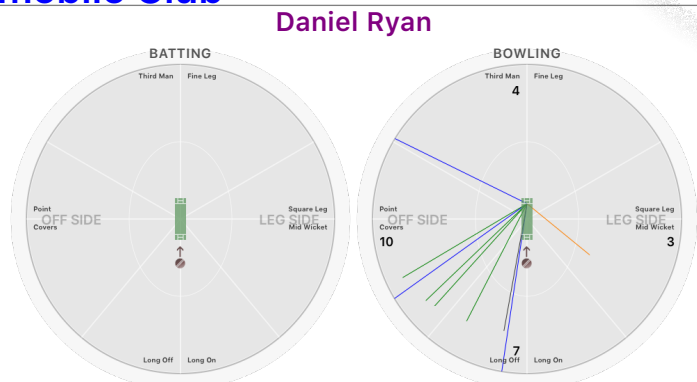 Daniel Ryan
BATTING
Third Man
Fine Leg
Point
OFF SIDE
Covers
Square Leg
LEG SIDE
Mid Wicket
Long Off
Long On
BOWLING
Third Man
Fine Leg
4
Point
OFF SIDE
Covers
10
Square Leg
LEG SIDE
Mid Wicket
3
7
Long Off
Long On